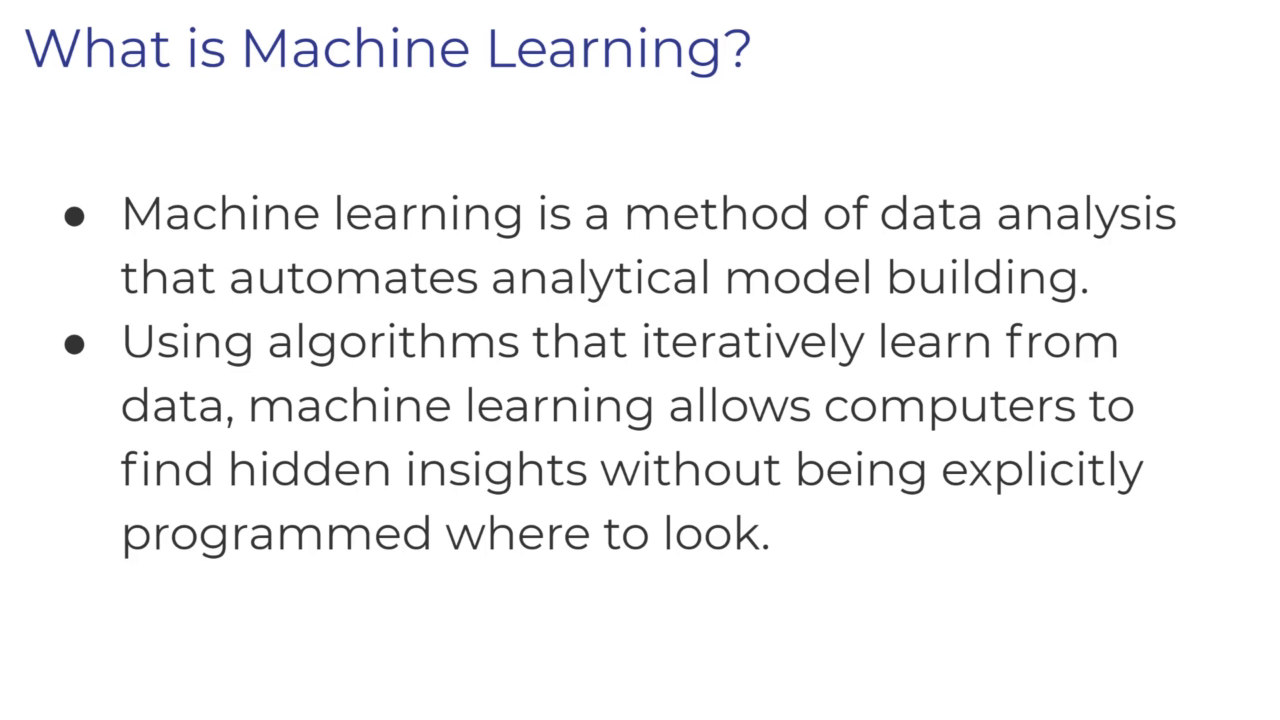 What is Machine Learning?
● Machine learning is a method of data analysis
that automates analytical model building.
● Using algorithms that iteratively learn from
data, machine learning allows computers to
find hidden insights without being explicitly
programmed where to look.